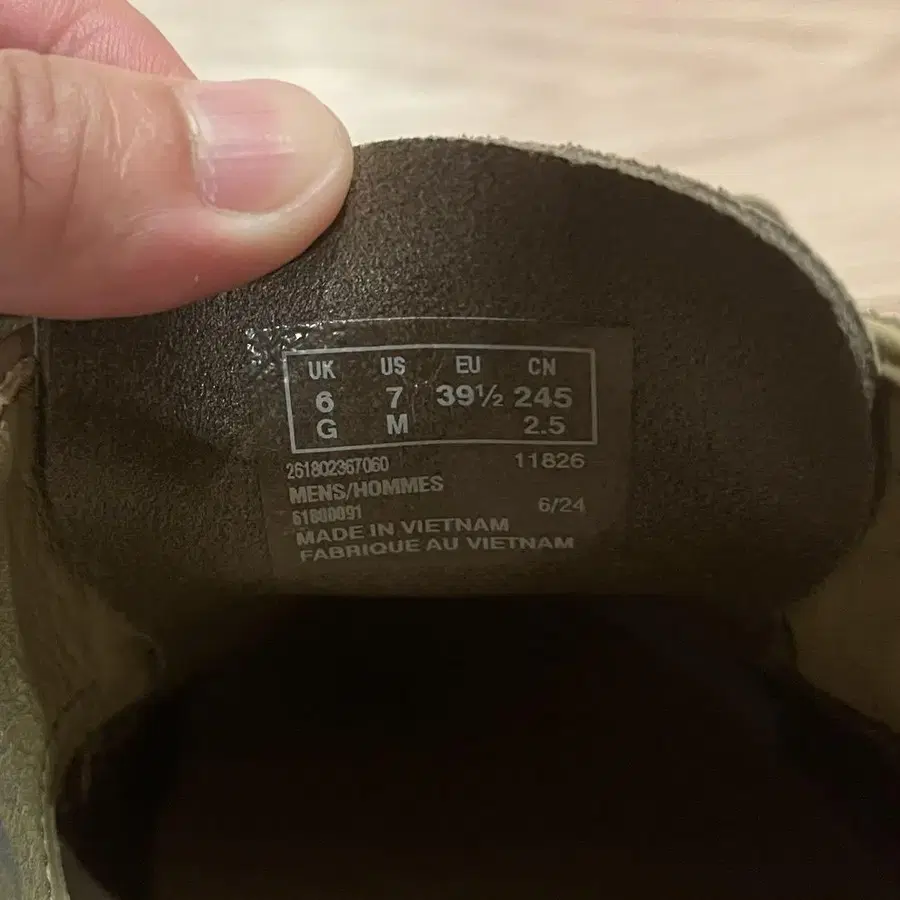 UK US EU CN
6 7 39½ 245
G M 2.5
261802367060 11826
MENS/HOMMES
61800091 6/24
MADE IN VIETNAM
FABRIQUE AU VIETNAM